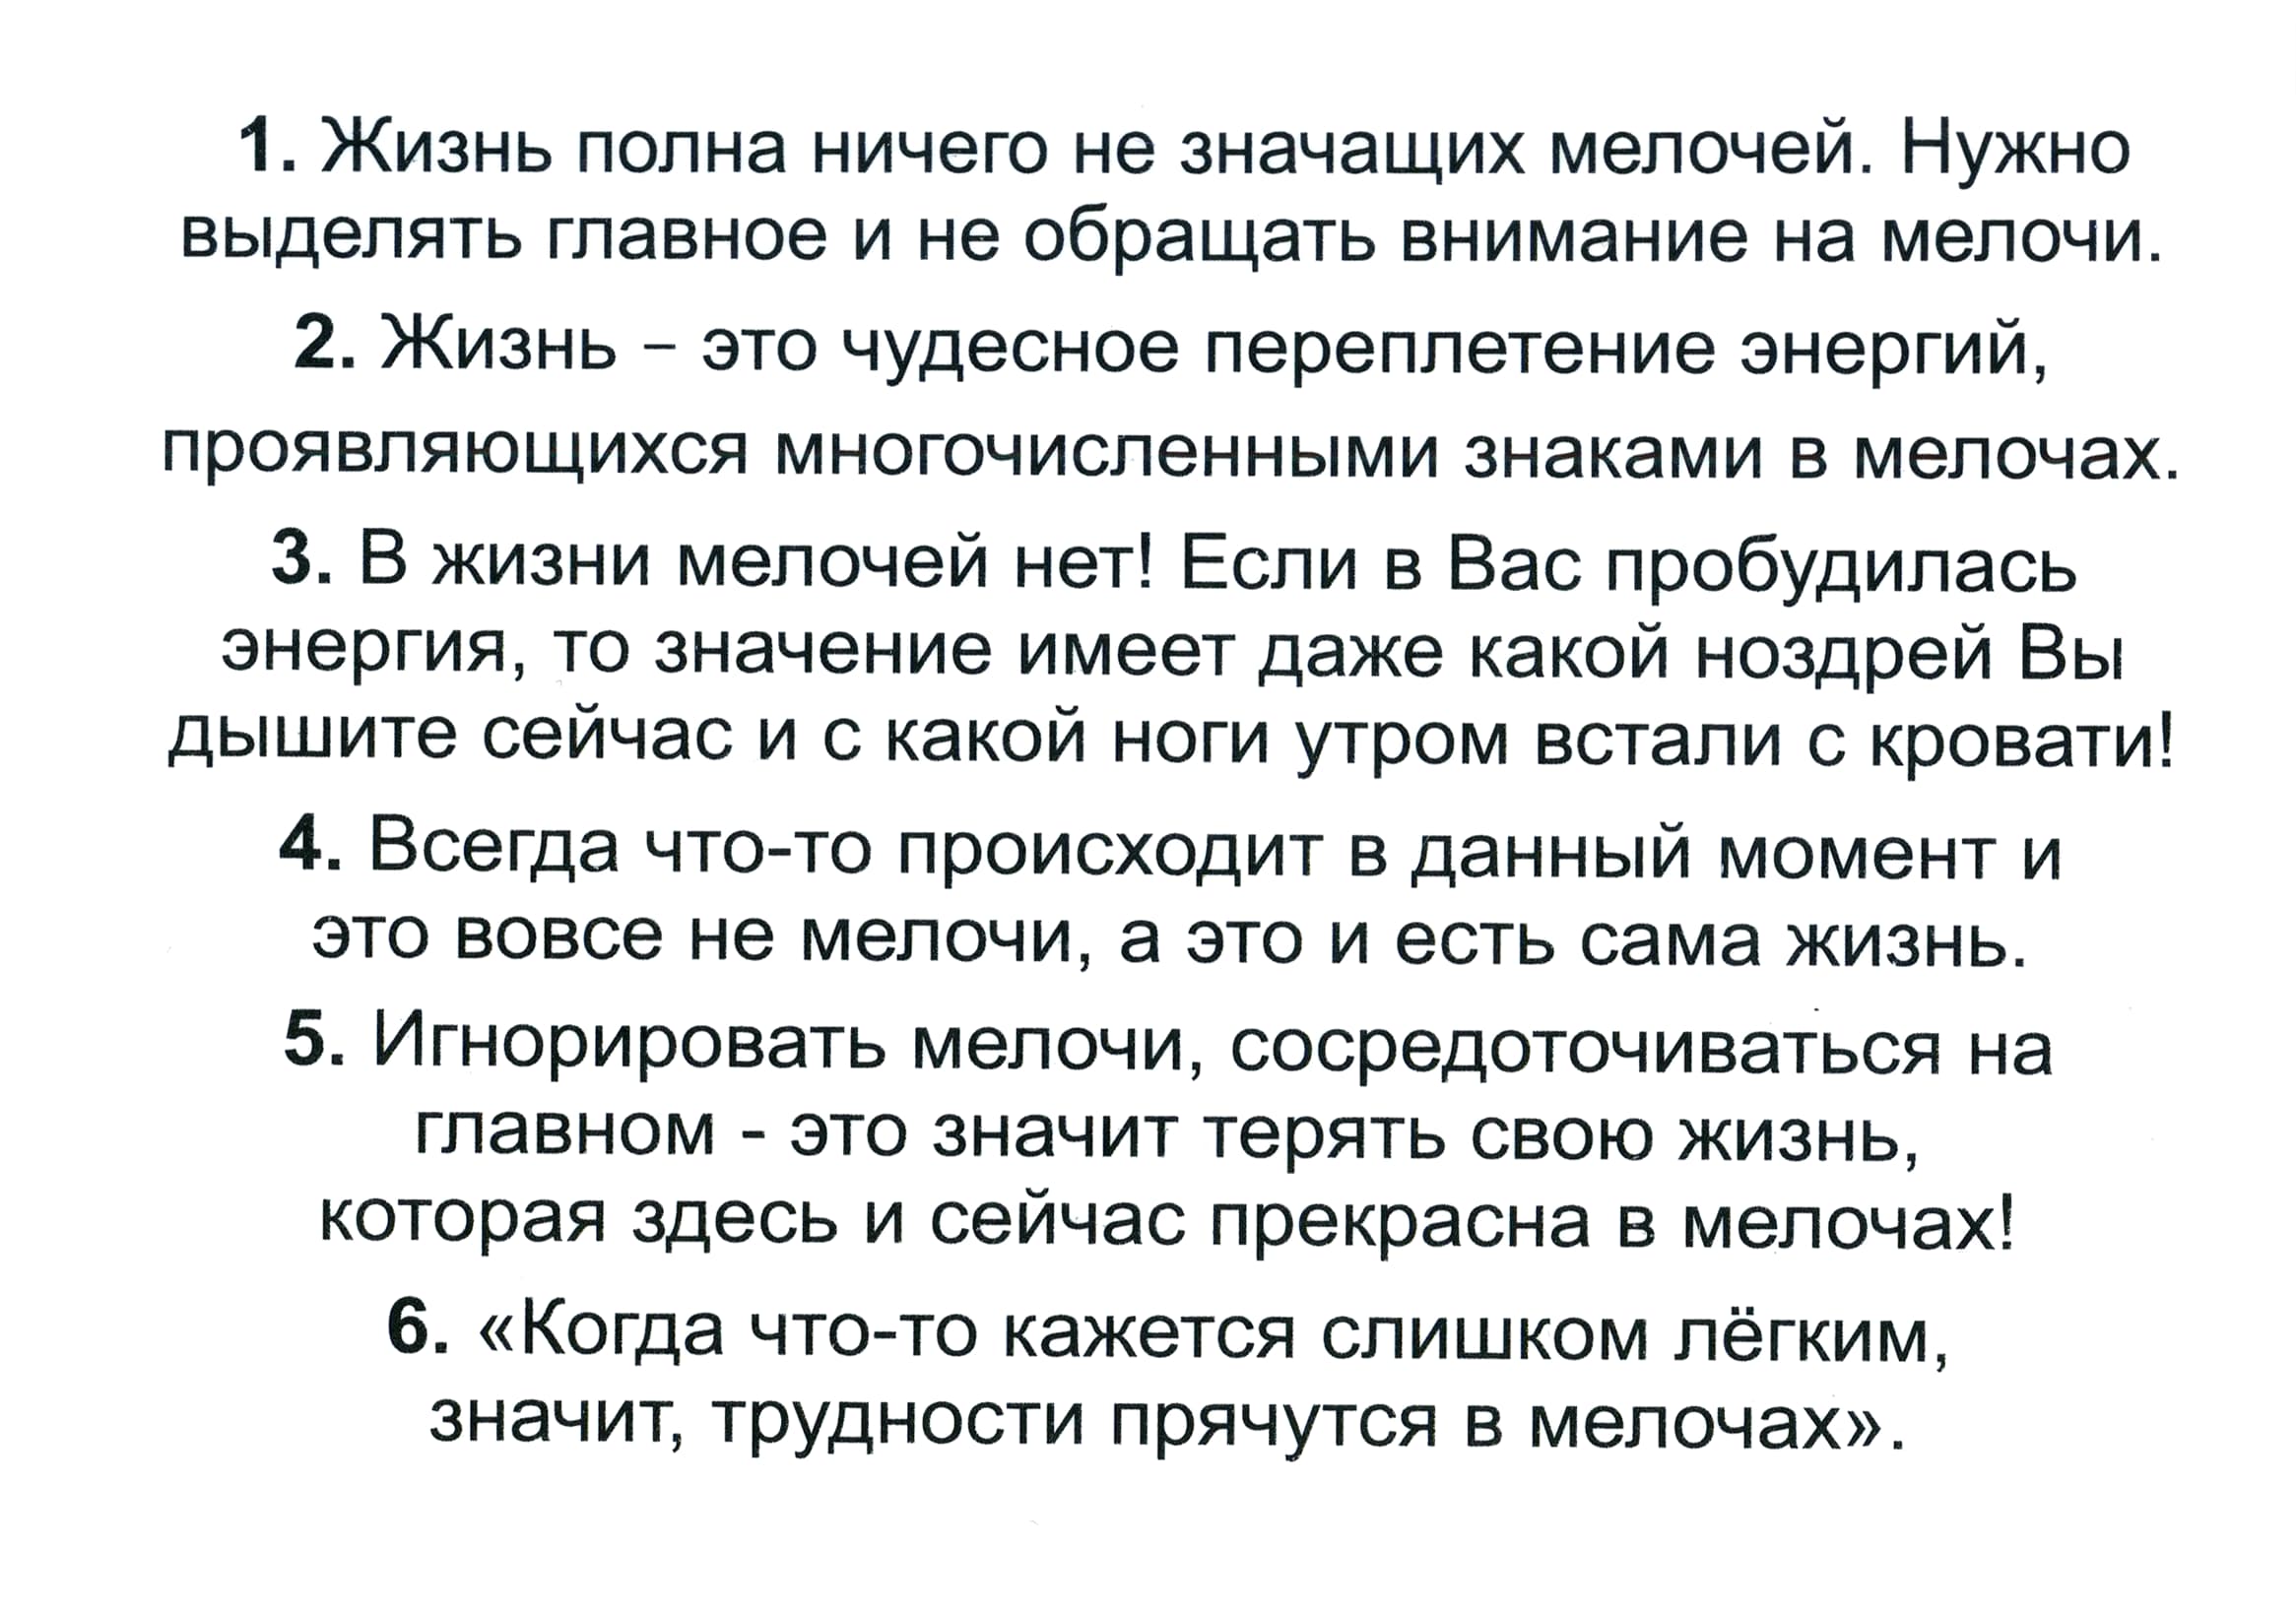 1. Жизнь полна ничего не значащих мелочей. Нужно
выделять главное и не обращать внимание на мелочи.
2. Жизнь – это чудесное переплетение энергий,
проявляющихся многочисленными знаками в мелочах.
3. В жизни мелочей нет! Если в Вас пробудилась
энергия, то значение имеет даже какой ноздрей Вы
дышите сейчас и с какой ноги утром встали с кровати!
4. Всегда что-то происходит в данный момент и
это вовсе не мелочи, а это и есть сама жизнь.
5. Игнорировать мелочи, сосредоточиваться на
главном - это значит терять свою жизнь,
которая здесь и сейчас прекрасна в мелочах!
6. «Когда что-то кажется слишком лёгким,
значит, трудности прячутся в мелочах».